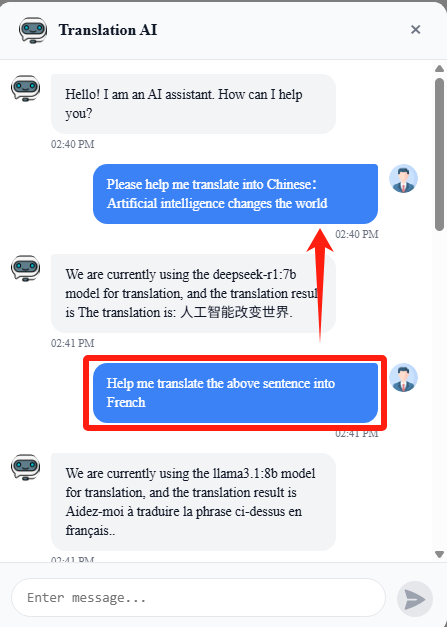 Translation AI
×
Hello! I am an AI assistant. How can I help
you?
02:40 PM
Please help me translate into Chinese：
Artificial intelligence changes the world
02:40 PM
We are currently using the deepseek-r1:7b
model for translation, and the translation result
is The translation is: 人工智能改变世界.
02:41 PM
Help me translate the above sentence into
French
02:41 PM
We are currently using the llama3.1:8b model
for translation, and the translation result is
Aidez-moi à traduire la phrase ci-dessus en
français..
02:41 PM
Enter message...